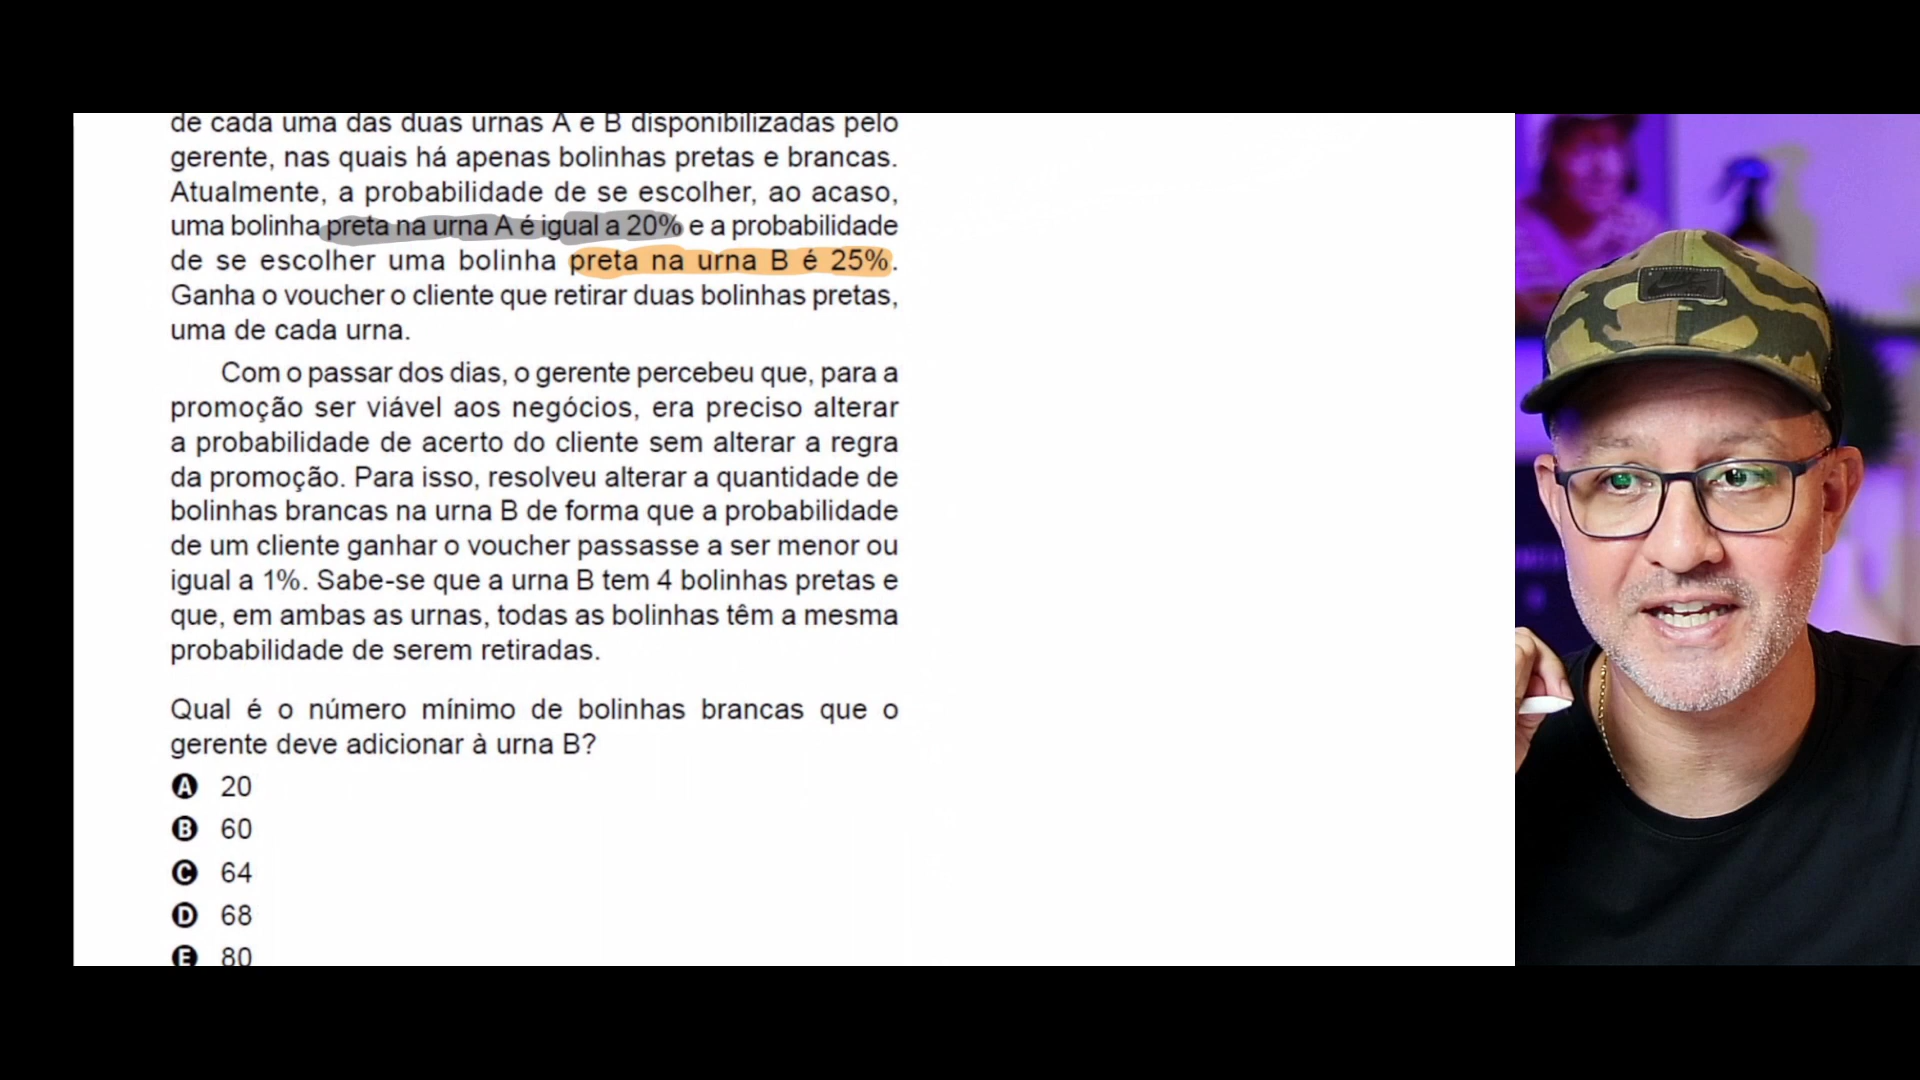 de cada uma das duas urnas A e B disponibilizadas pelo
gerente, nas quais há apenas bolinhas pretas e brancas.
Atualmente, a probabilidade de se escolher, ao acaso,
uma bolinha preta na urna A é igual a 20% e a probabilidade
de se escolher uma bolinha preta na urna B é 25%.
Ganha o voucher o cliente que retirar duas bolinhas pretas,
uma de cada urna.
Com o passar dos dias, o gerente percebeu que, para a
promoção ser viável aos negócios, era preciso alterar
a probabilidade de acerto do cliente sem alterar a regra
da promoção. Para isso, resolveu alterar a quantidade de
bolinhas brancas na urna B de forma que a probabilidade
de um cliente ganhar o voucher passasse a ser menor ou
igual a 1%. Sabe-se que a urna B tem 4 bolinhas pretas e
que, em ambas as urnas, todas as bolinhas têm a mesma
probabilidade de serem retiradas.
Qual é o número mínimo de bolinhas brancas que o
gerente deve adicionar à urna B?
A 20
B 60
C 64
D 68
E 80